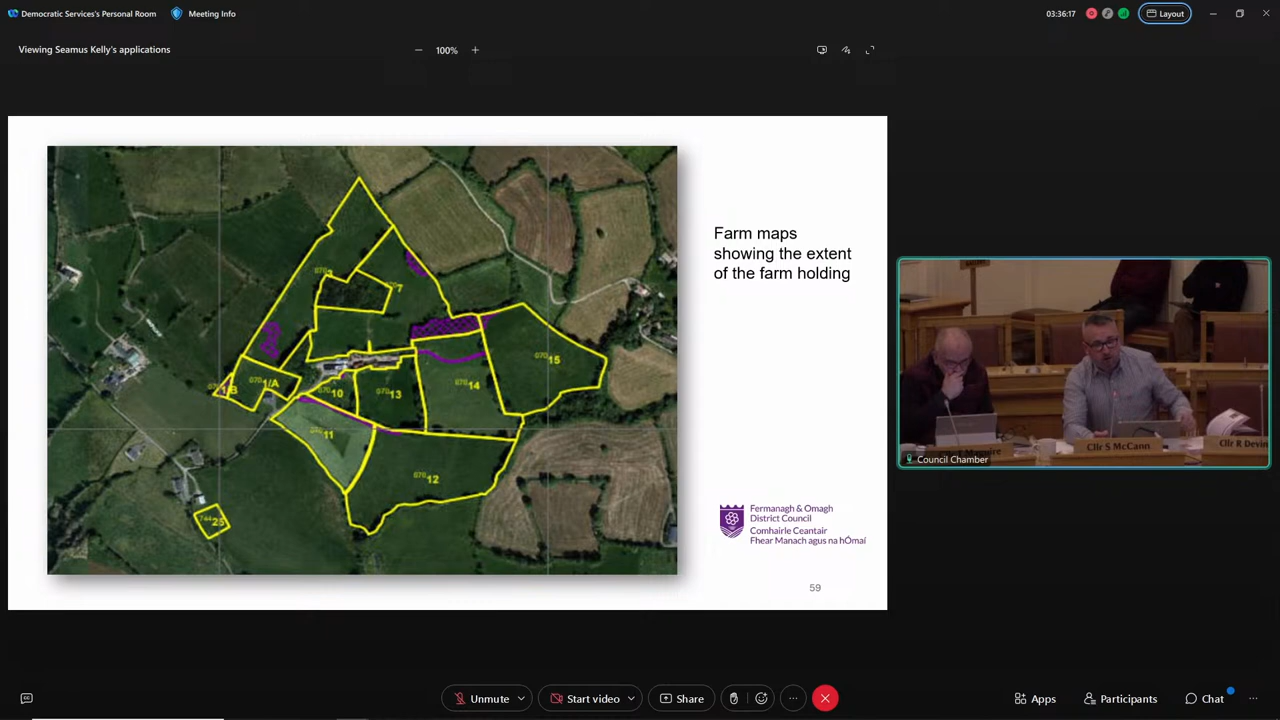 Democratic Services's Personal Room
Meeting Info
03:36:17
Layout
Viewing Seamus Kelly's applications
100%
Farm maps
showing the extent
of the farm holding
7
15
1/A
1/B
10
13
14
11
12
25
Fermanagh & Omagh
District Council
Comhairle Ceantair
Fhear Manach agus na hÓmaí
59
Cllr S McCann
Cllr R Devin
Council Chamber
Unmute
Start video
Share
Apps
Participants
Chat